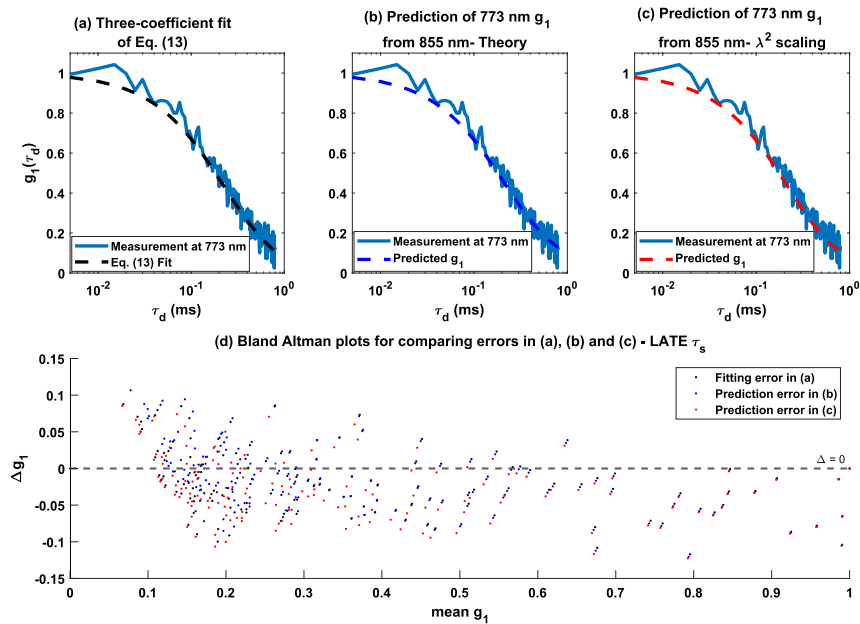 (a) Three-coefficient fit
of Eq. (13)
(b) Prediction of 773 nm g1
from 855 nm- Theory
(c) Prediction of 773 nm g1
from 855 nm- λ2 scaling
g1(τd)
1
0.8
0.6
0.4
0.2
0
Measurement at 773 nm
Eq. (13) Fit
10-2
10-1
100
τd (ms)
1
0.8
0.6
0.4
0.2
0
Measurement at 773 nm
Predicted g1
10-2
10-1
100
τd (ms)
1
0.8
0.6
0.4
0.2
0
Measurement at 773 nm
Predicted g1
10-2
10-1
100
τd (ms)
(d) Bland Altman plots for comparing errors in (a), (b) and (c) - LATE τs
Δg1
0.15
0.1
0.05
0
-0.05
-0.1
-0.15
Fitting error in (a)
Prediction error in (b)
Prediction error in (c)
Δ = 0
0
0.1
0.2
0.3
0.4
0.5
0.6
0.7
0.8
0.9
1
mean g1